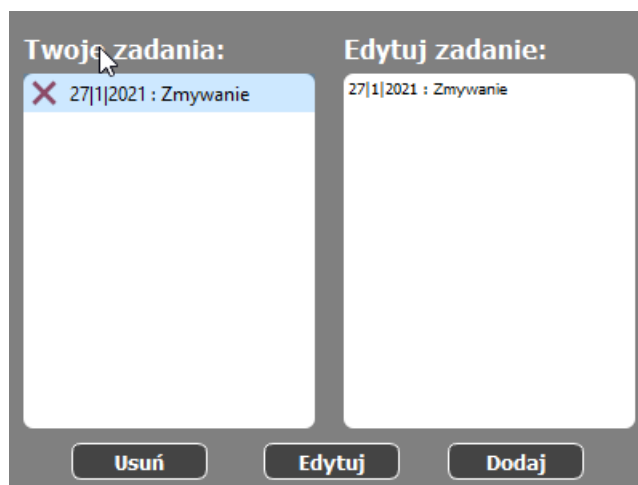 Twoje zadania:
27|1|2021 : Zmywanie
Edytuj zadanie:
27|1|2021 : Zmywanie
Usuń
Edytuj
Dodaj